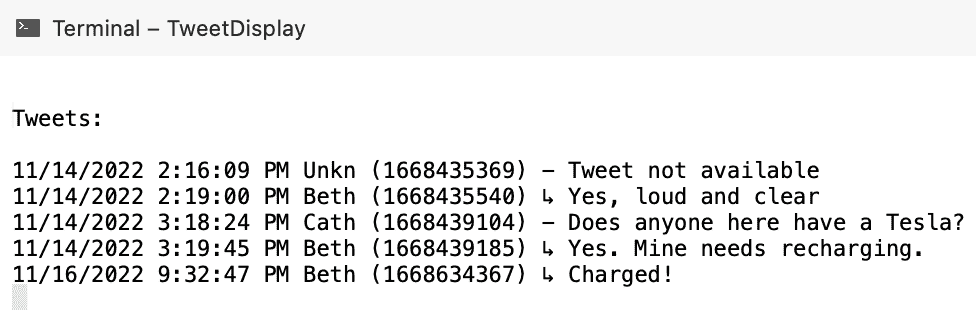 Terminal – TweetDisplay
Tweets:
11/14/2022 2:16:09 PM Unkn (1668435369) – Tweet not available
11/14/2022 2:19:00 PM Beth (1668435540) ↳ Yes, loud and clear
11/14/2022 3:18:24 PM Cath (1668439104) – Does anyone here have a Tesla?
11/14/2022 3:19:45 PM Beth (1668439185) ↳ Yes. Mine needs recharging.
11/16/2022 9:32:47 PM Beth (1668634367) ↳ Charged!